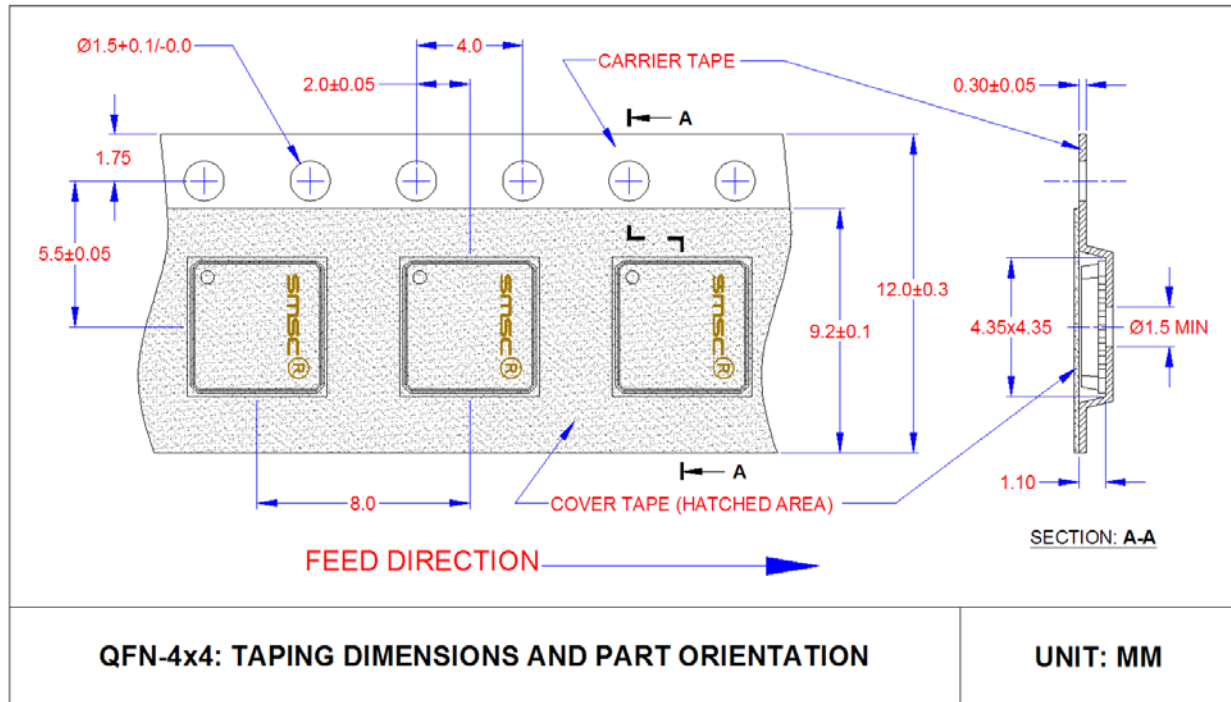 Ø1.5+0.1/-0.0
4.0
CARRIER TAPE
0.30±0.05
2.0±0.05
A
1.75
5.5±0.05
smsc®
smsc®
smsc®
12.0±0.3
9.2±0.1
4.35x4.35
Ø1.5 MIN
A
8.0
COVER TAPE (HATCHED AREA)
1.10
SECTION: A-A
FEED DIRECTION
QFN-4x4: TAPING DIMENSIONS AND PART ORIENTATION
UNIT: MM